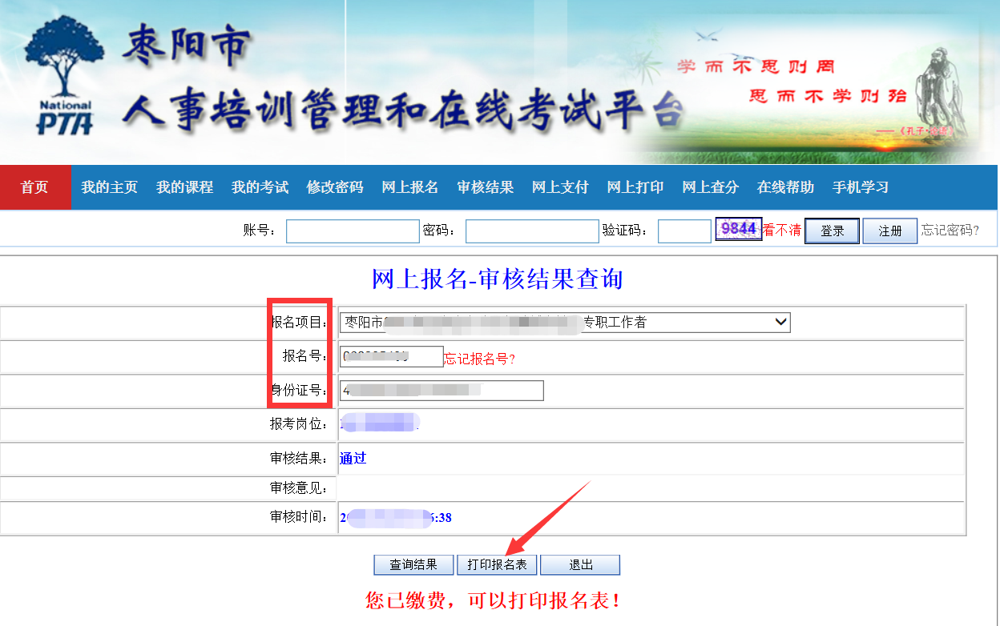 枣阳市
人事培训管理和在线考试平台
National
PTA
学而不思则罔
思而不学则殆
——《孔子·论语》
首页 我的主页 我的课程 我的考试 修改密码 网上报名 审核结果 网上支付 网上打印 网上查分 在线帮助 手机学习
账号： 密码： 验证码： 9844 看不清 登录 注册 忘记密码?
网上报名-审核结果查询
报名项目： 枣阳市 专职工作者
报名号： 忘记报名号?
身份证号： 4
报考岗位：
审核结果： 通过
审核意见：
审核时间： 2 :38
查询结果 打印报名表 退出
您已缴费，可以打印报名表！